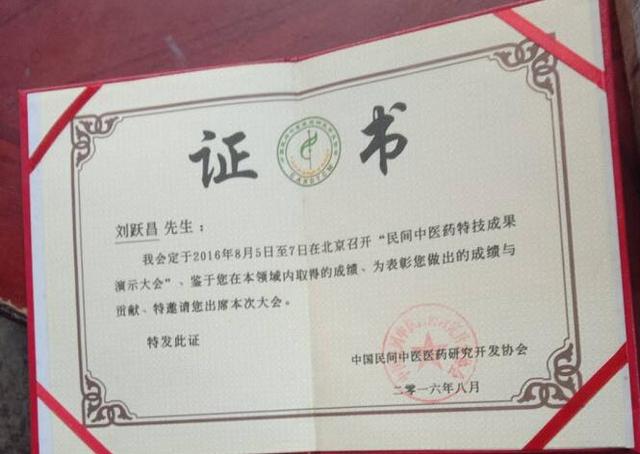 证书
刘跃昌 先生：
我会定于2016年8月5日至7日在北京召开“民间中医药特技成果
演示大会”、鉴于您在本领域内取得的成绩、为表彰您做出的成绩与
贡献、特邀请您出席本次大会。
特发此证
中国民间中医医药研究开发协会
二零一六年八月